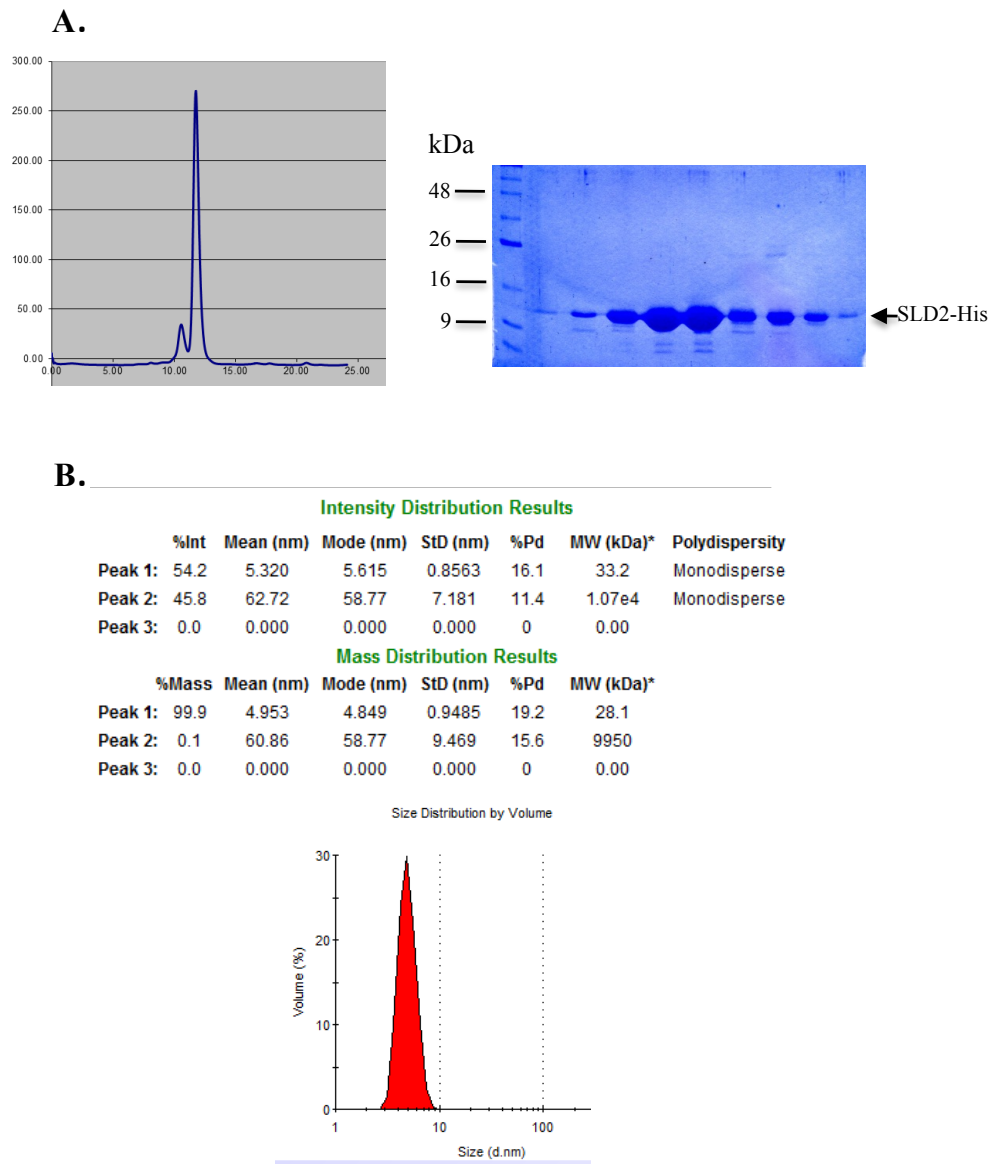 A.
300.00
250.00
200.00
150.00
100.00
50.00
0.00
0.00 5.00 10.00 15.00 20.00 25.00
kDa
48
26
16
9
SLD2-His
B.
Intensity Distribution Results
%Int Mean (nm) Mode (nm) StD (nm) %Pd MW (kDa)* Polydispersity
Peak 1: 54.2 5.320 5.615 0.8563 16.1 33.2 Monodisperse
Peak 2: 45.8 62.72 58.77 7.181 11.4 1.07e4 Monodisperse
Peak 3: 0.0 0.000 0.000 0.000 0 0.00
Mass Distribution Results
%Mass Mean (nm) Mode (nm) StD (nm) %Pd MW (kDa)*
Peak 1: 99.9 4.953 4.849 0.9485 19.2 28.1
Peak 2: 0.1 60.86 58.77 9.469 15.6 9950
Peak 3: 0.0 0.000 0.000 0.000 0 0.00
Size Distribution by Volume
30
20
10
0
Volume (%)
1 10 100
Size (d.nm)